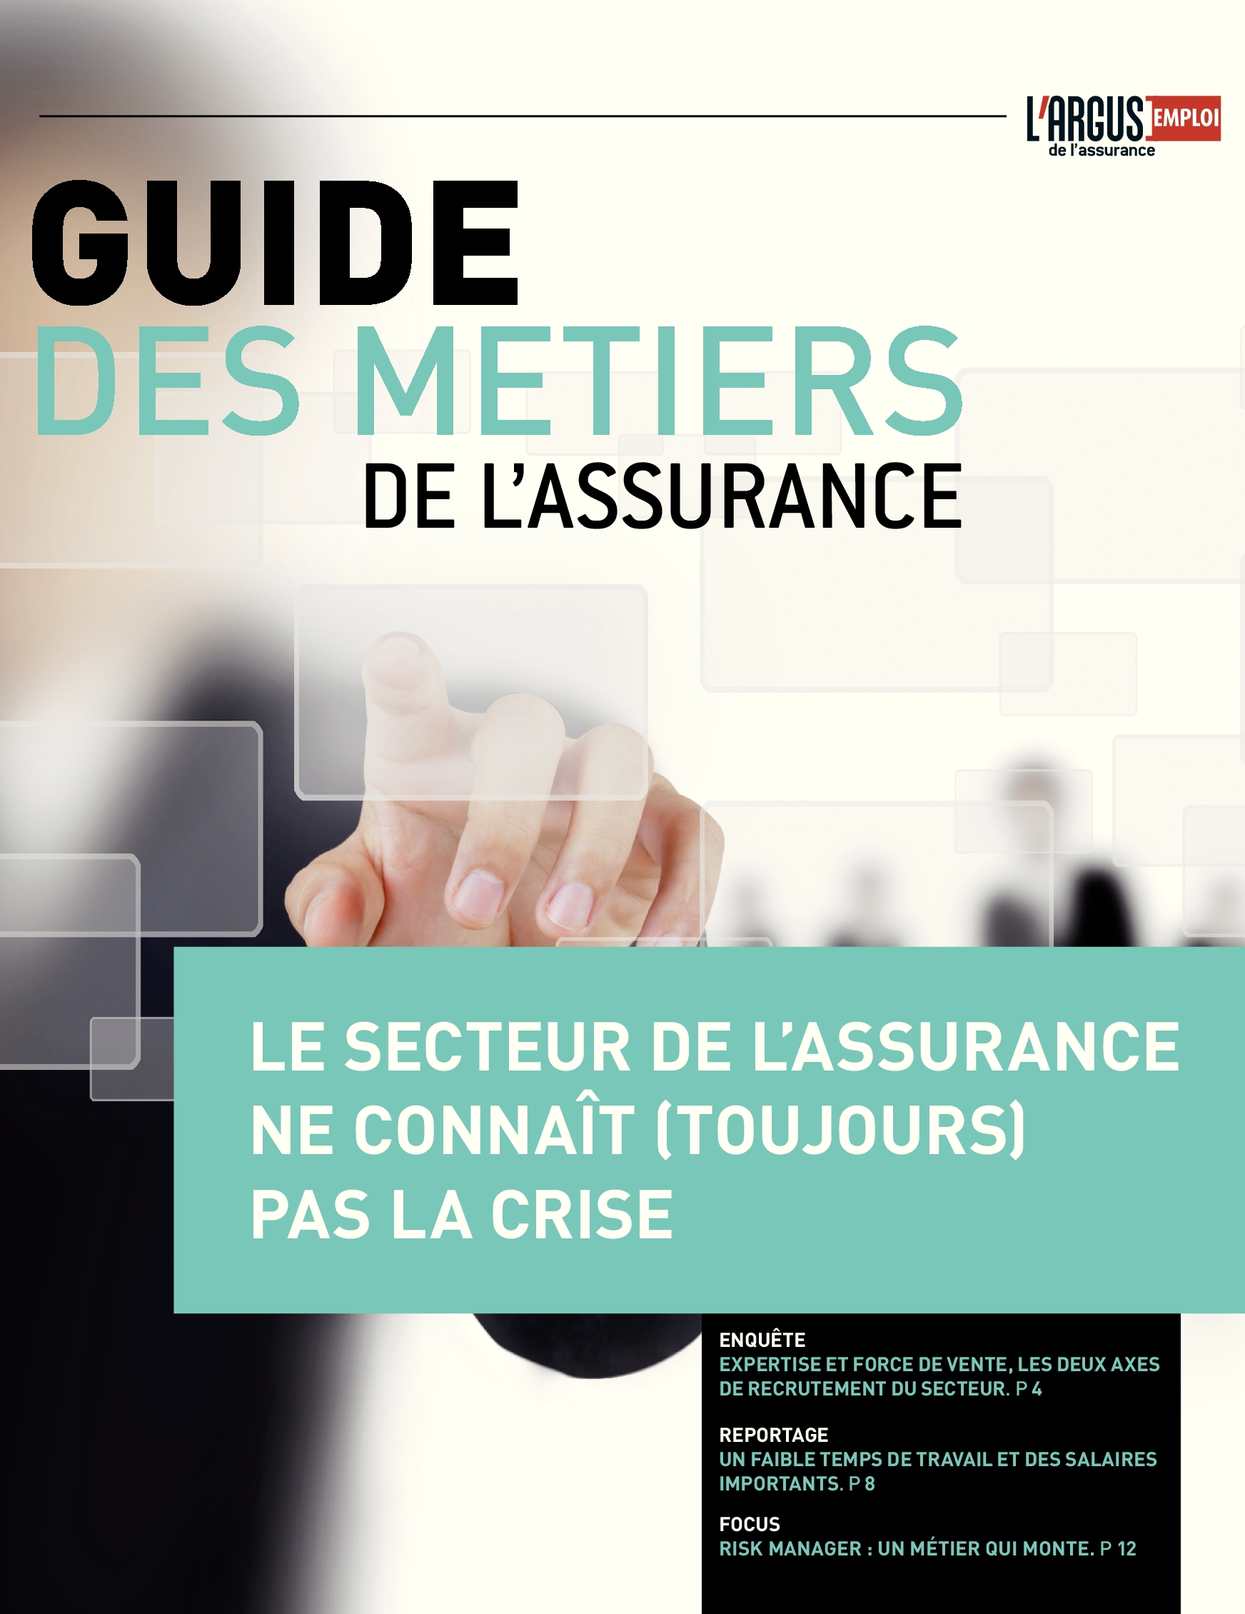 L'ARGUS EMPLOI
de l'assurance
GUIDE
DES METIERS
DE L'ASSURANCE
LE SECTEUR DE L'ASSURANCE
NE CONNAÎT (TOUJOURS)
PAS LA CRISE
ENQUÊTE
EXPERTISE ET FORCE DE VENTE, LES DEUX AXES
DE RECRUTEMENT DU SECTEUR. P 4
REPORTAGE
UN FAIBLE TEMPS DE TRAVAIL ET DES SALAIRES
IMPORTANTS. P 8
FOCUS
RISK MANAGER : UN MÉTIER QUI MONTE. P 12